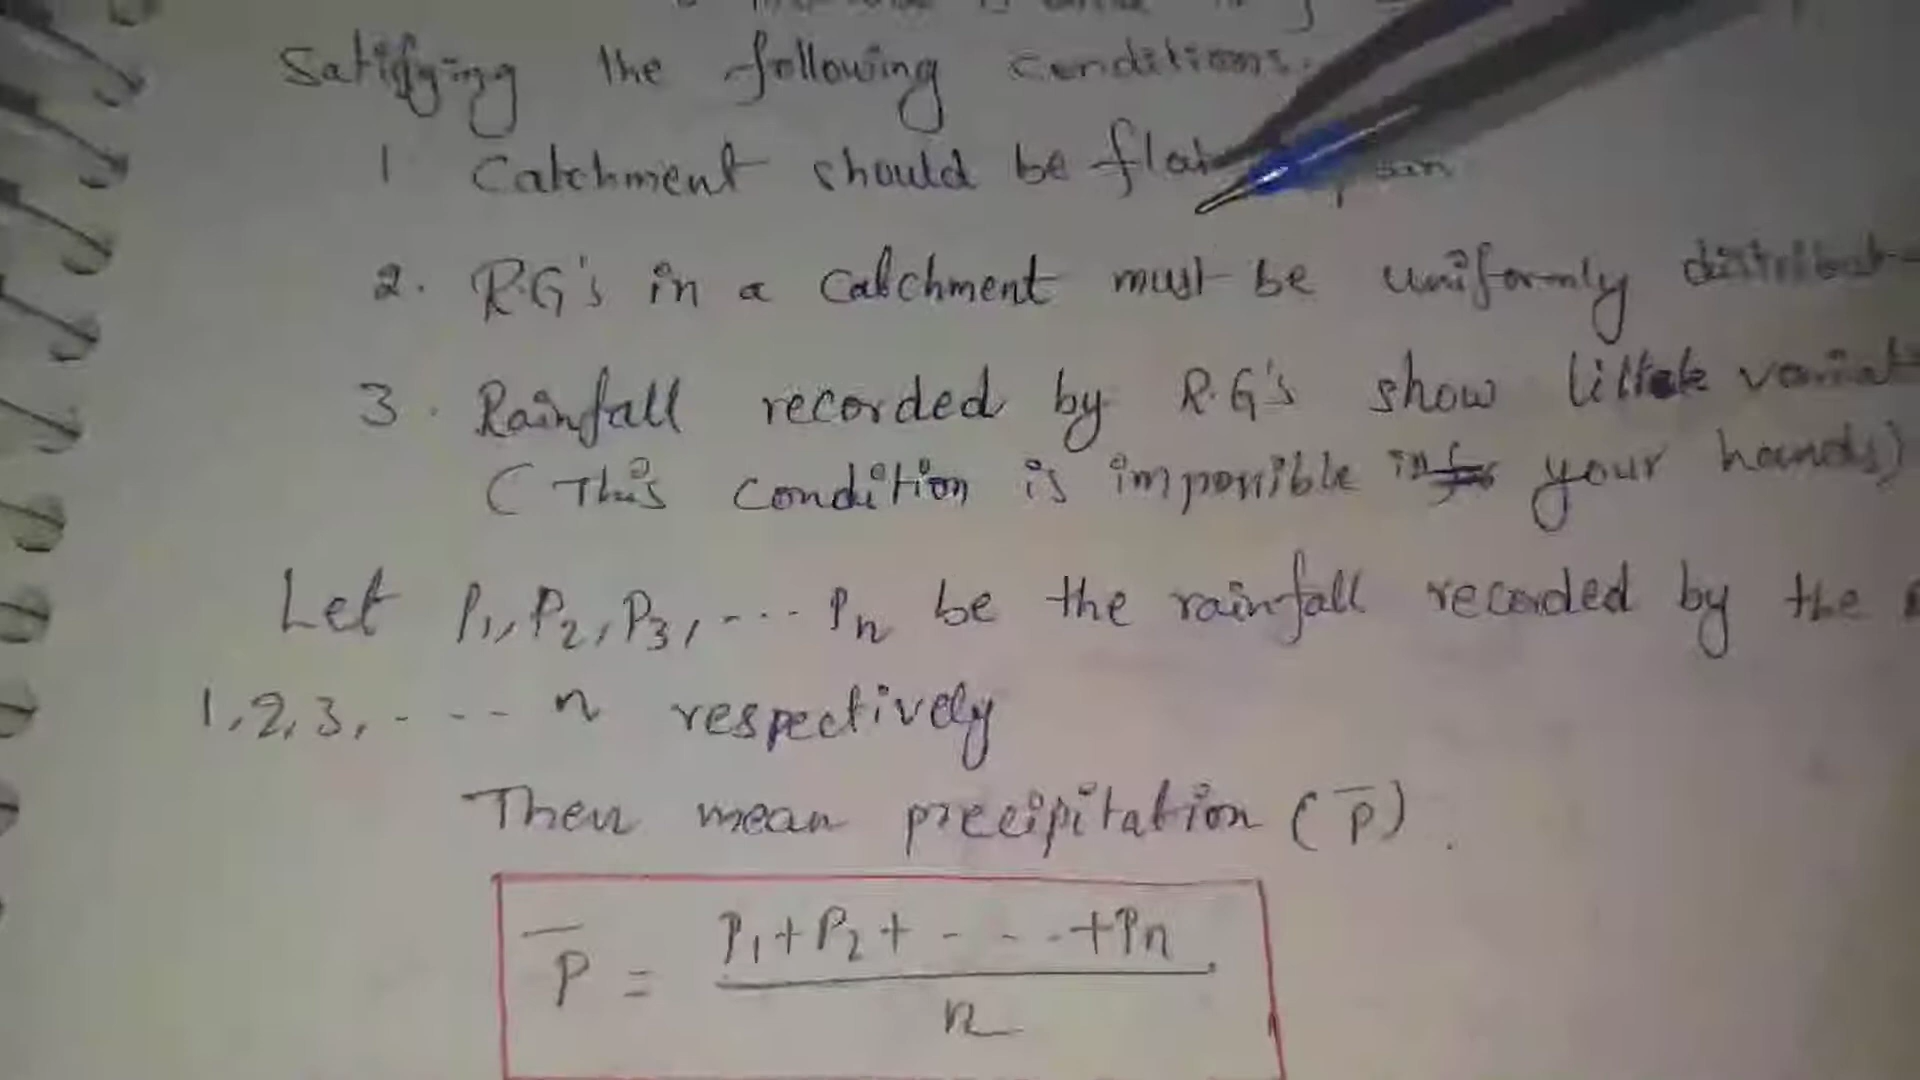 Satifying the following conditions.
1 Catchment should be flat
2. R.G's in a catchment must be uniformly
3. Rainfall recorded by R.G's show little
(This condition is impossible in your hands)
Let P₁, P₂, P₃, --- Pn be the rainfall recorded by the
1, 2, 3, ---- n respectively
Then mean precipitation (P̅).
P̅ = P₁+P₂+ - - - +Pn / n